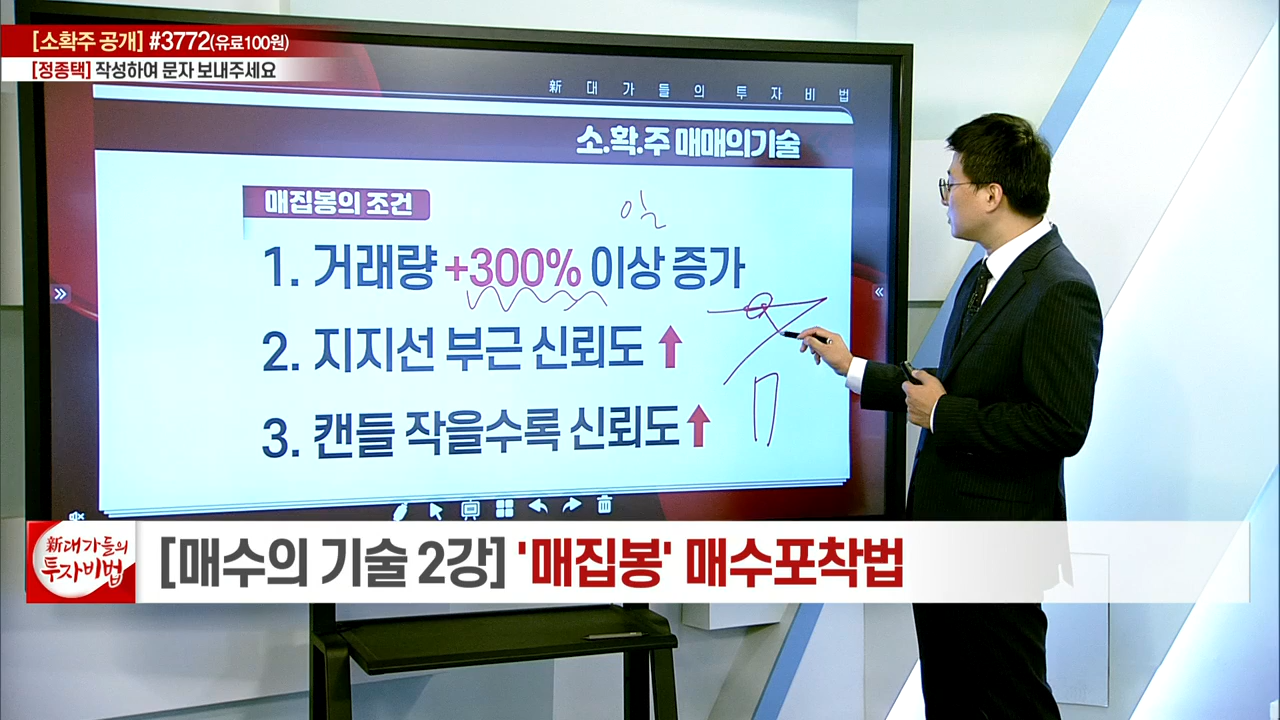 [소확주 공개] #3772(유료100원)
[정종택] 작성하여 문자 보내주세요
新 대 가 들 의 투 자 비 법
소.확.주 매매의기술
매집봉의 조건
1. 거래량 +300% 이상 증가
2. 지지선 부근 신뢰도 ↑
3. 캔들 작을수록 신뢰도 ↑
新대가들의
투자비법
[매수의 기술 2강] '매집봉' 매수포착법